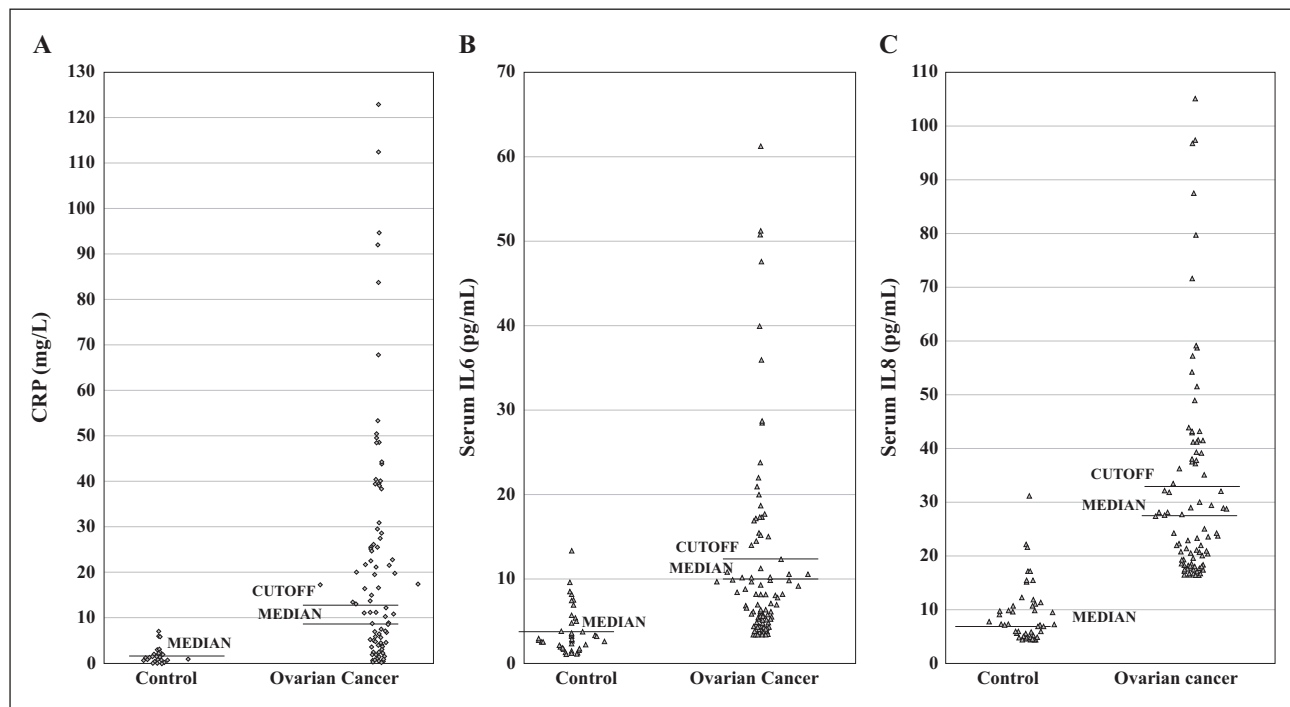 A
CRP (mg/L)
130
120
110
100
90
80
70
60
50
40
30
20
10
0
CUTOFF
MEDIAN
MEDIAN
Control
Ovarian Cancer
B
Serum IL6 (pg/mL)
70
60
50
40
30
20
10
0
CUTOFF
MEDIAN
MEDIAN
Control
Ovarian Cancer
C
Serum IL8 (pg/mL)
110
100
90
80
70
60
50
40
30
20
10
0
CUTOFF
MEDIAN
MEDIAN
Control
Ovarian cancer